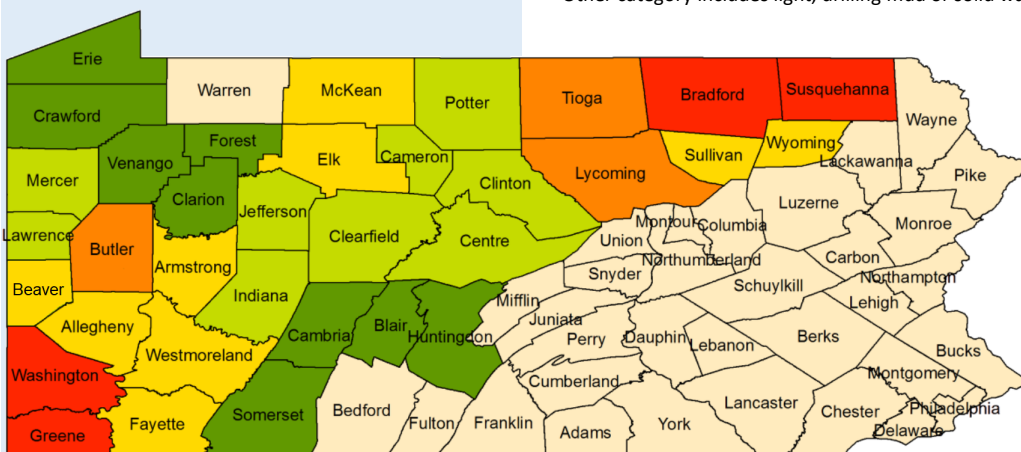 Other category includes light, drilling mud or solid w
Erie
Warren
McKean
Potter
Tioga
Bradford
Susquehanna
Wayne
Crawford
Forest
Elk
Cameron
Sullivan
Wyoming
Lackawanna
Pike
Venango
Mercer
Clarion
Jefferson
Clinton
Lycoming
Luzerne
Monroe
Lawrence
Butler
Armstrong
Clearfield
Centre
Union
Montour
Columbia
Northumberland
Carbon
Northampton
Beaver
Indiana
Snyder
Schuylkill
Lehigh
Allegheny
Cambria
Blair
Huntingdon
Mifflin
Juniata
Perry
Dauphin
Lebanon
Berks
Bucks
Westmoreland
Washington
Montgomery
Cumberland
Bedford
Fulton
Franklin
Adams
York
Lancaster
Chester
Philadelphia
Delaware
Greene
Fayette
Somerset